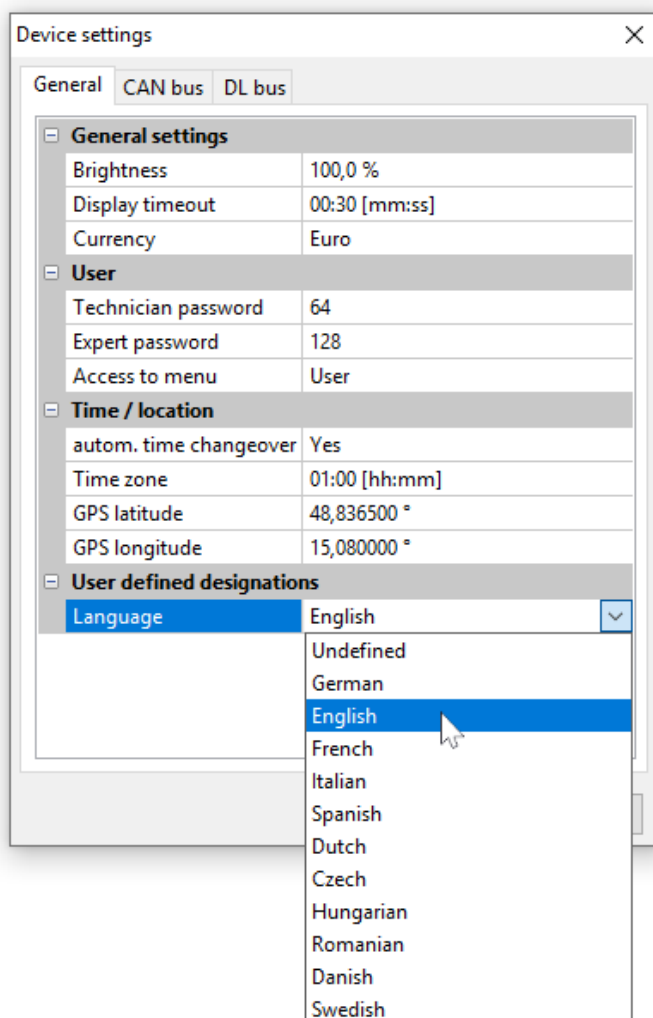 Device settings
General CAN bus DL bus
General settings
Brightness 100,0 %
Display timeout 00:30 [mm:ss]
Currency Euro
User
Technician password 64
Expert password 128
Access to menu User
Time / location
autom. time changeover Yes
Time zone 01:00 [hh:mm]
GPS latitude 48,836500 °
GPS longitude 15,080000 °
User defined designations
Language English
Undefined
German
English
French
Italian
Spanish
Dutch
Czech
Hungarian
Romanian
Danish
Swedish